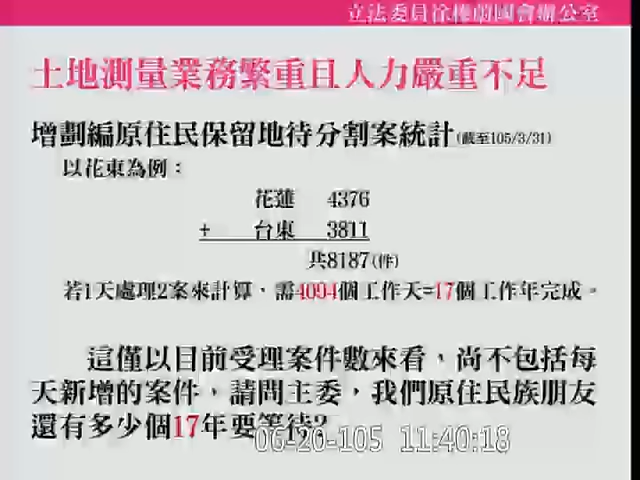 立法委員徐榛蔚國會辦公室
土地測量業務繁重且人力嚴重不足
增劃編原住民保留地待分割案統計(截至105/3/31)
以花東為例：
花蓮 4376
+ 台東 3811
共8187(件)
若1天處理2案來計算，需4094個工作天=17個工作年完成。
這僅以目前受理案件數來看，尚不包括每
天新增的案件，請問主委，我們原住民族朋友
還有多少個17年要等待？
06-20-105 11:40:18